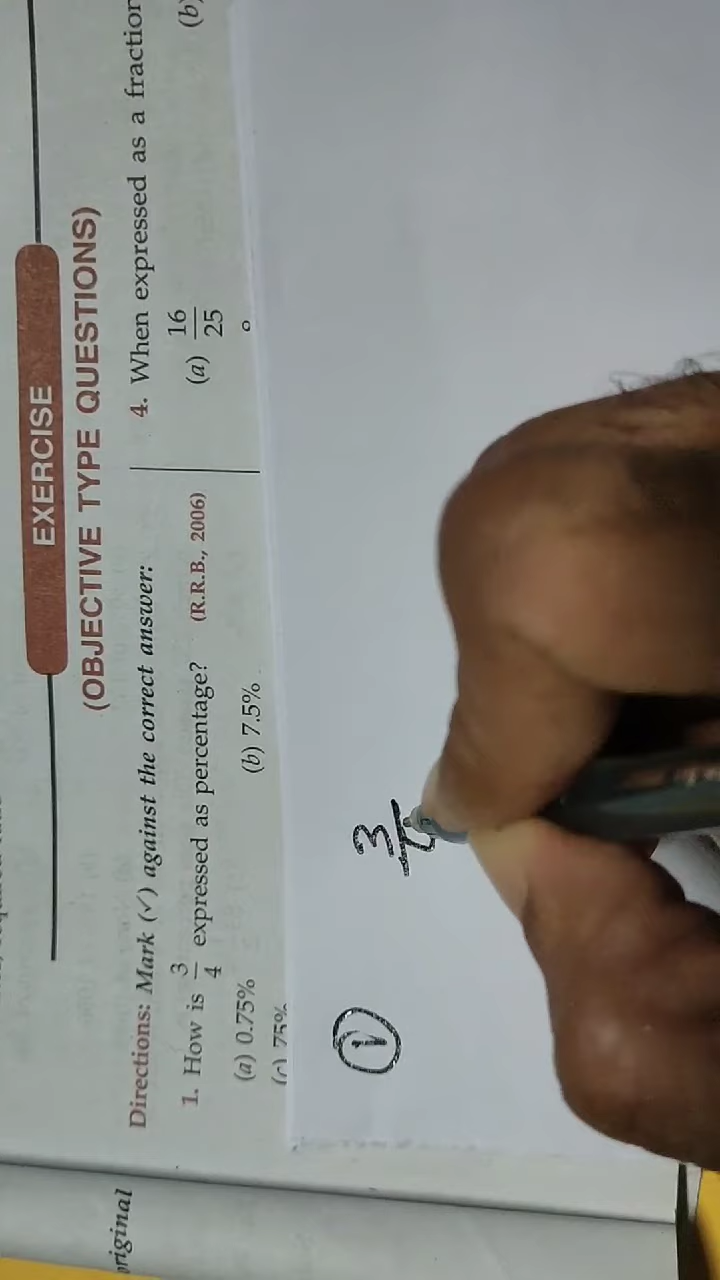 original
EXERCISE
(OBJECTIVE TYPE QUESTIONS)
Directions: Mark (✓) against the correct answer:
1. How is 3/4 expressed as percentage? (R.R.B., 2006)
(a) 0.75% (b) 7.5%
(c) 75%
4. When expressed as a fraction
(a) 16/25 (b)
① 3